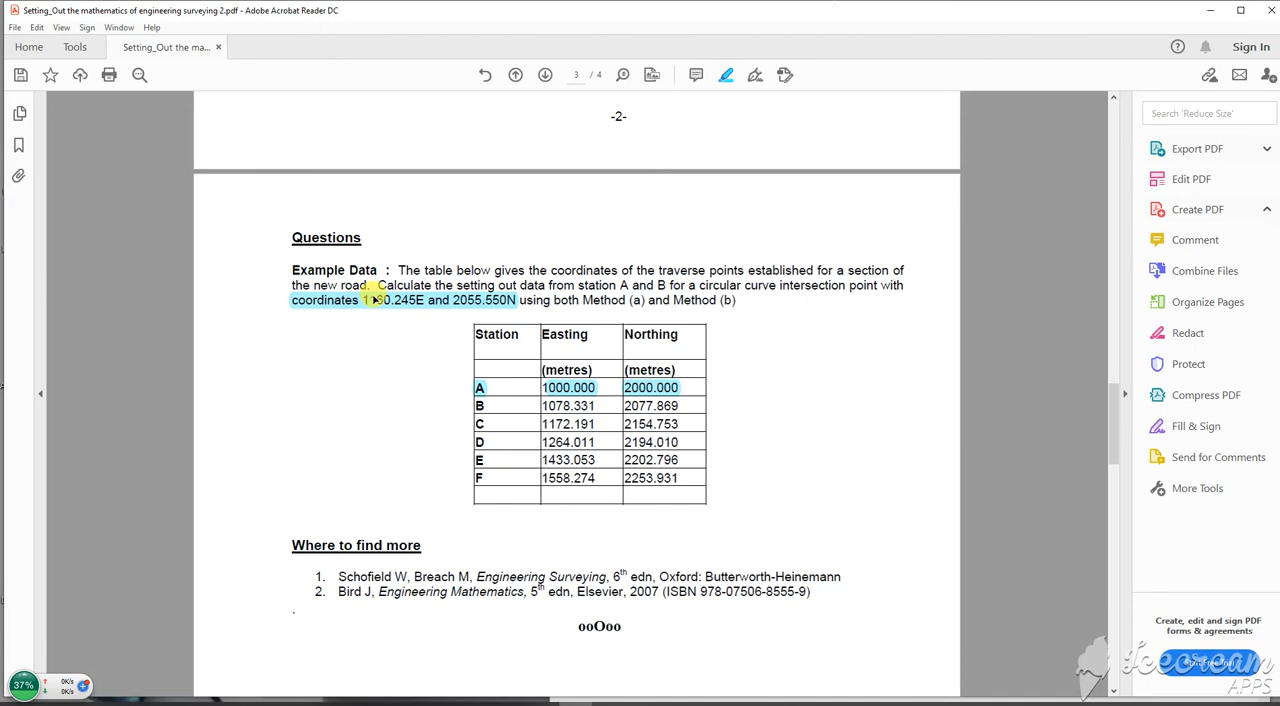 Setting_Out the mathematics of engineering surveying 2.pdf - Adobe Acrobat Reader DC
File Edit View Sign Window Help
Home Tools Setting_Out the ma... × Sign In
3 / 4
Search 'Reduce Size'
-2-
Export PDF
Edit PDF
Create PDF
Comment
Combine Files
Organize Pages
Redact
Protect
Compress PDF
Fill & Sign
Send for Comments
More Tools
Questions
Example Data : The table below gives the coordinates of the traverse points established for a section of
the new road. Calculate the setting out data from station A and B for a circular curve intersection point with
coordinates 1160.245E and 2055.550N using both Method (a) and Method (b)
Station Easting Northing
(metres) (metres)
A 1000.000 2000.000
B 1078.331 2077.869
C 1172.191 2154.753
D 1264.011 2194.010
E 1433.053 2202.796
F 1558.274 2253.931
Where to find more
1. Schofield W, Breach M, Engineering Surveying, 6th edn, Oxford: Butterworth-Heinemann
2. Bird J, Engineering Mathematics, 5th edn, Elsevier, 2007 (ISBN 978-07506-8555-9)
.
ooOoo
Create, edit and sign PDF
forms & agreements
Icecream
APPS
37% 0K/s
0K/s